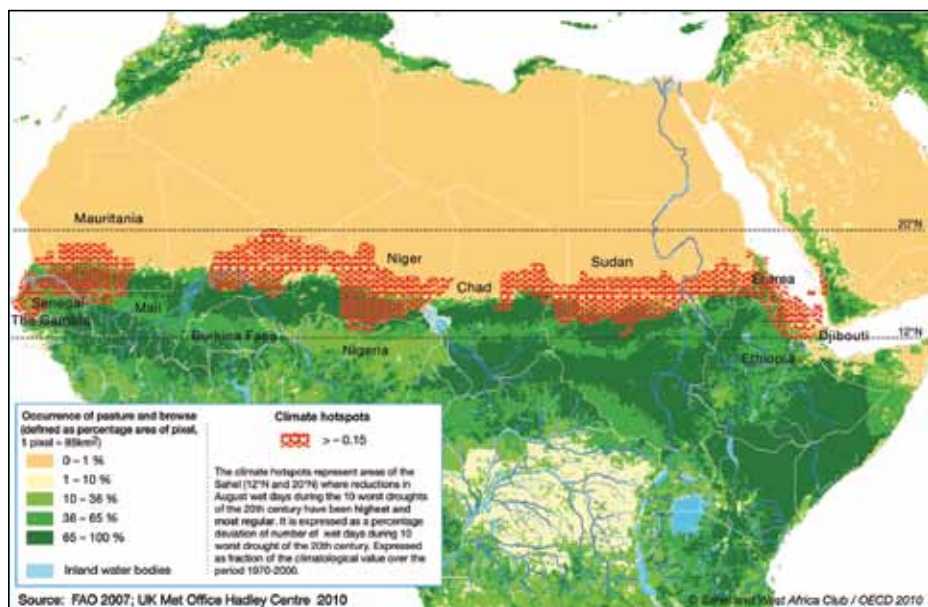 Mauritania
20°N
Niger
Sudan
Chad
Eritrea
Senegal
Mali
The Gambia
Burkina Faso
Djibouti
12°N
Nigeria
Ethiopia
Occurrence of pasture and browse
(defined as percentage area of pixel,
1 pixel = 85km²)
0 – 1 %
1 – 10 %
10 – 36 %
36 – 65 %
65 – 100 %
Inland water bodies
Climate hotspots
> – 0.15
The climate hotspots represent areas of the
Sahel (12°N and 20°N) where reductions in
August wet days during the 10 worst droughts
of the 20th century have been highest and
most regular. It is expressed as a percentage
deviation of number of wet days during 10
worst drought of the 20th century. Expressed
as fraction of the climatological value over the
period 1970-2000.
Source: FAO 2007; UK Met Office Hadley Centre 2010
© Sahel and West Africa Club / OECD 2010